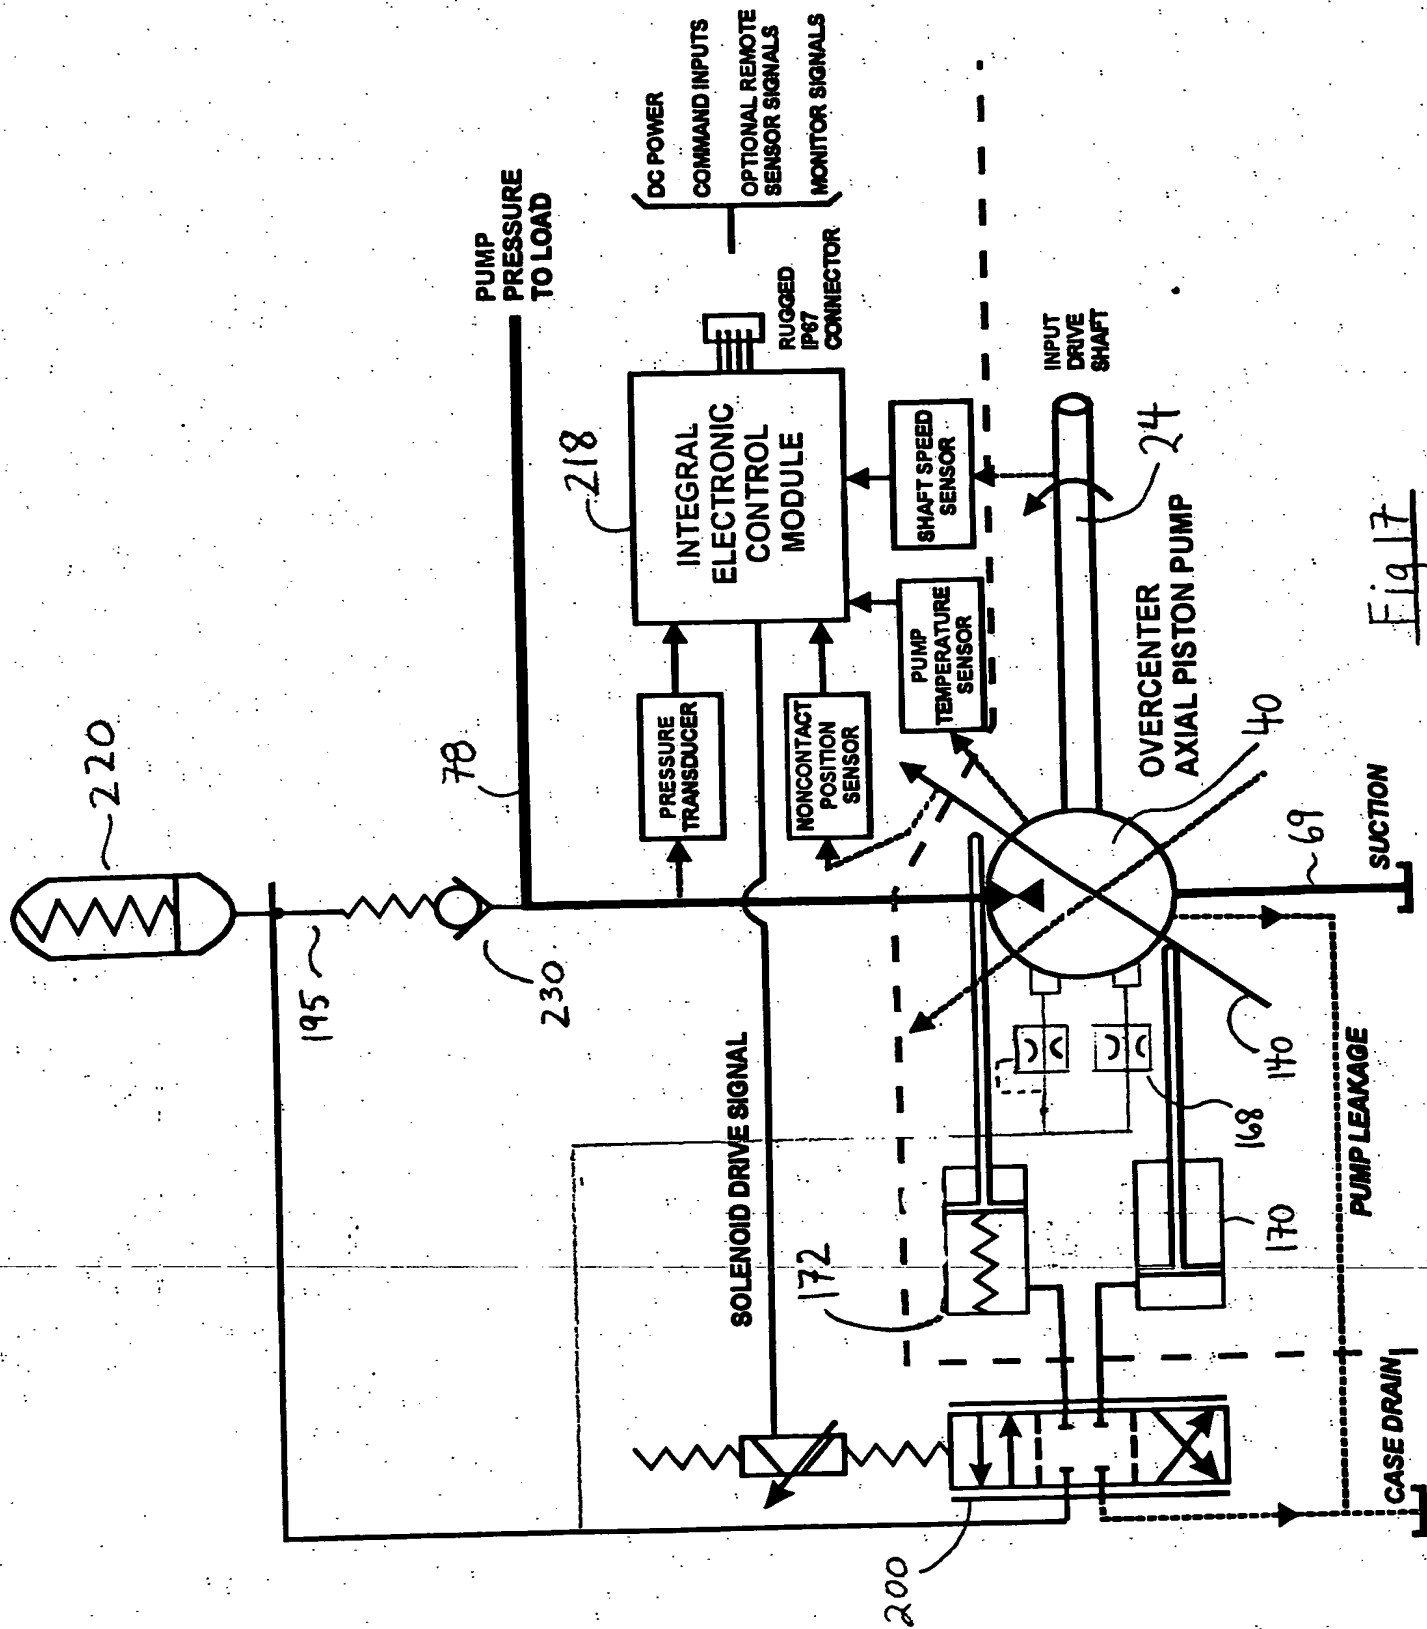 220
195
230
78
PUMP
PRESSURE
TO LOAD
DC POWER
COMMAND INPUTS
OPTIONAL REMOTE
SENSOR SIGNALS
MONITOR SIGNALS
RUGGED
IP67
CONNECTOR
218
INTEGRAL
ELECTRONIC
CONTROL
MODULE
PRESSURE
TRANSDUCER
NONCONTACT
POSITION
SENSOR
PUMP
TEMPERATURE
SENSOR
SHAFT SPEED
SENSOR
SOLENOID DRIVE SIGNAL
INPUT
DRIVE
SHAFT
24
OVERCENTER
AXIAL PISTON PUMP
40
69
SUCTION
140
168
172
170
PUMP LEAKAGE
200
CASE DRAIN
Fig 17